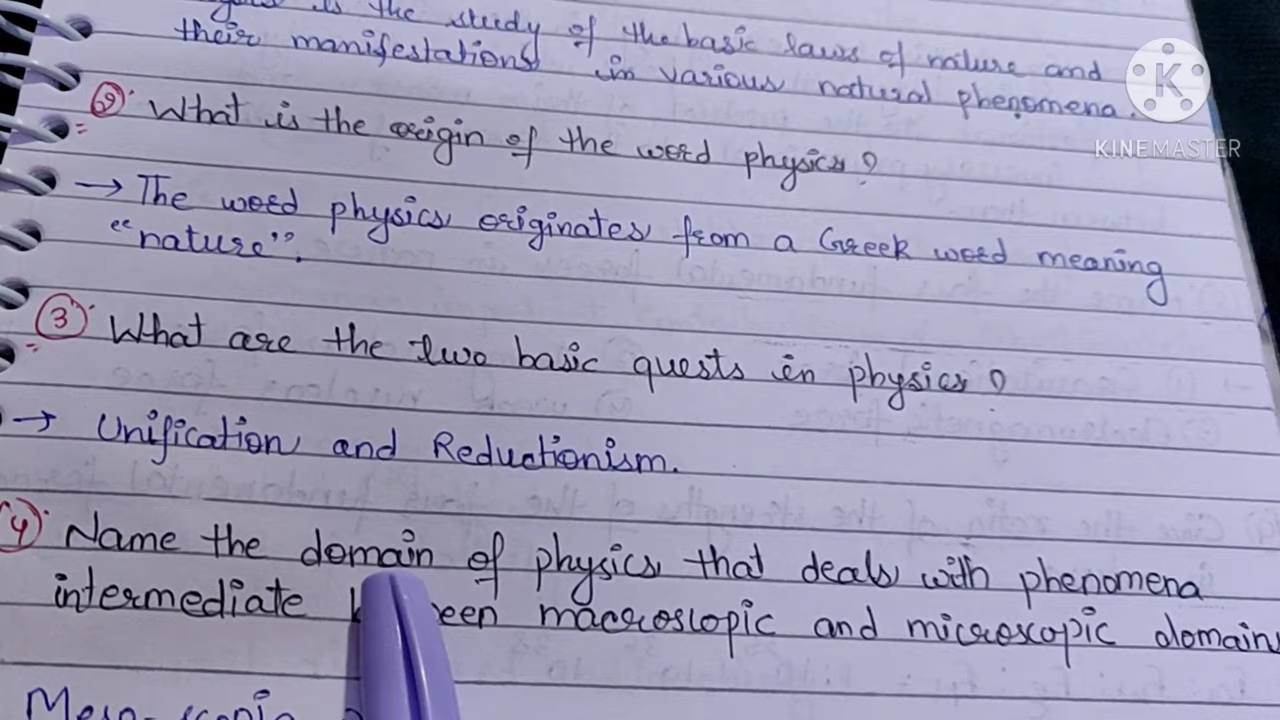 is the study of the basic laws of nature and
their manifestations in various natural phenomena.
K
KINEMASTER
② What is the origin of the word physics?
→ The word physics originates from a Greek word meaning
"nature".
③ What are the two basic quests in physics?
→ Unification and Reductionism.
④ Name the domain of physics that deals with phenomena
intermediate macroscopic and microscopic domain